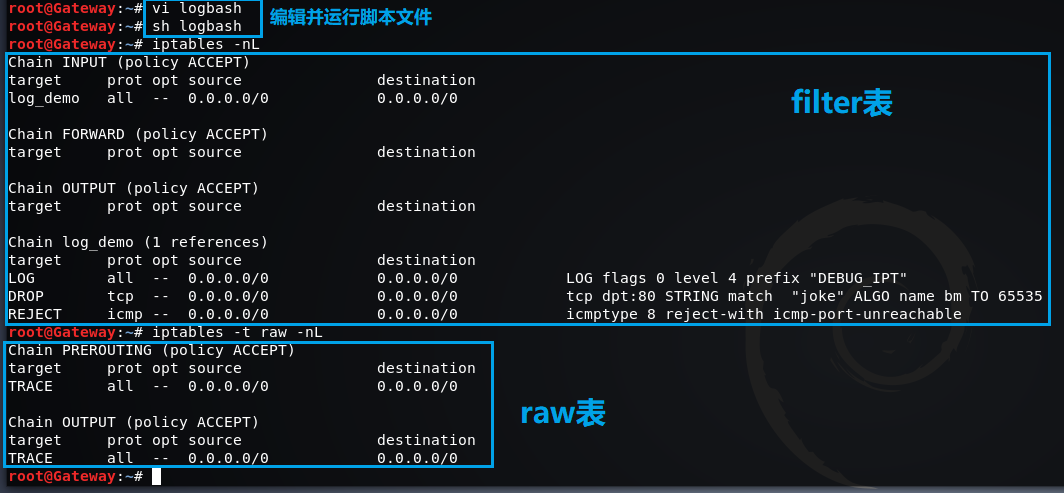 root@Gateway:~# vi logbash
编辑并运行脚本文件
root@Gateway:~# sh logbash
root@Gateway:~# iptables -nL
Chain INPUT (policy ACCEPT)
target     prot opt source               destination
log_demo   all  --  0.0.0.0/0            0.0.0.0/0
filter表
Chain FORWARD (policy ACCEPT)
target     prot opt source               destination
Chain OUTPUT (policy ACCEPT)
target     prot opt source               destination
Chain log_demo (1 references)
target     prot opt source               destination
LOG        all  --  0.0.0.0/0            0.0.0.0/0            LOG flags 0 level 4 prefix "DEBUG_IPT"
DROP       tcp  --  0.0.0.0/0            0.0.0.0/0            tcp dpt:80 STRING match  "joke" ALGO name bm TO 65535
REJECT     icmp --  0.0.0.0/0            0.0.0.0/0            icmptype 8 reject-with icmp-port-unreachable
root@Gateway:~# iptables -t raw -nL
Chain PREROUTING (policy ACCEPT)
target     prot opt source               destination
TRACE      all  --  0.0.0.0/0            0.0.0.0/0
raw表
Chain OUTPUT (policy ACCEPT)
target     prot opt source               destination
TRACE      all  --  0.0.0.0/0            0.0.0.0/0
root@Gateway:~#